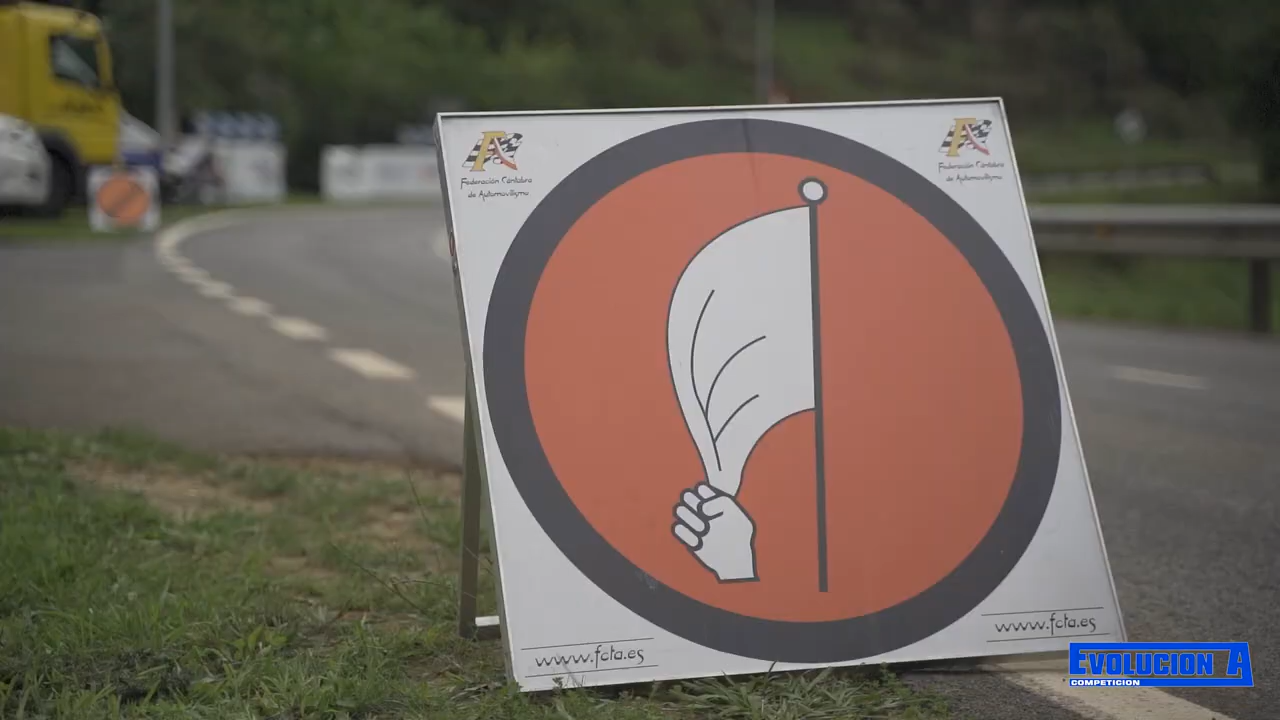 Federación Cántabra
de Automovilismo
Federación Cántabra
de Automovilismo
www.fcta.es
www.fcta.es
EVOLUCION A
COMPETICION